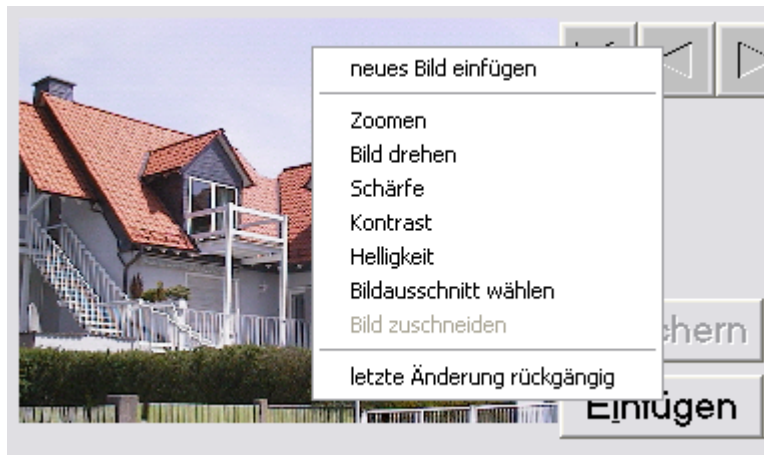 neues Bild einfügen
Zoomen
Bild drehen
Schärfe
Kontrast
Helligkeit
Bildausschnitt wählen
Bild zuschneiden
letzte Änderung rückgängig
Einfügen